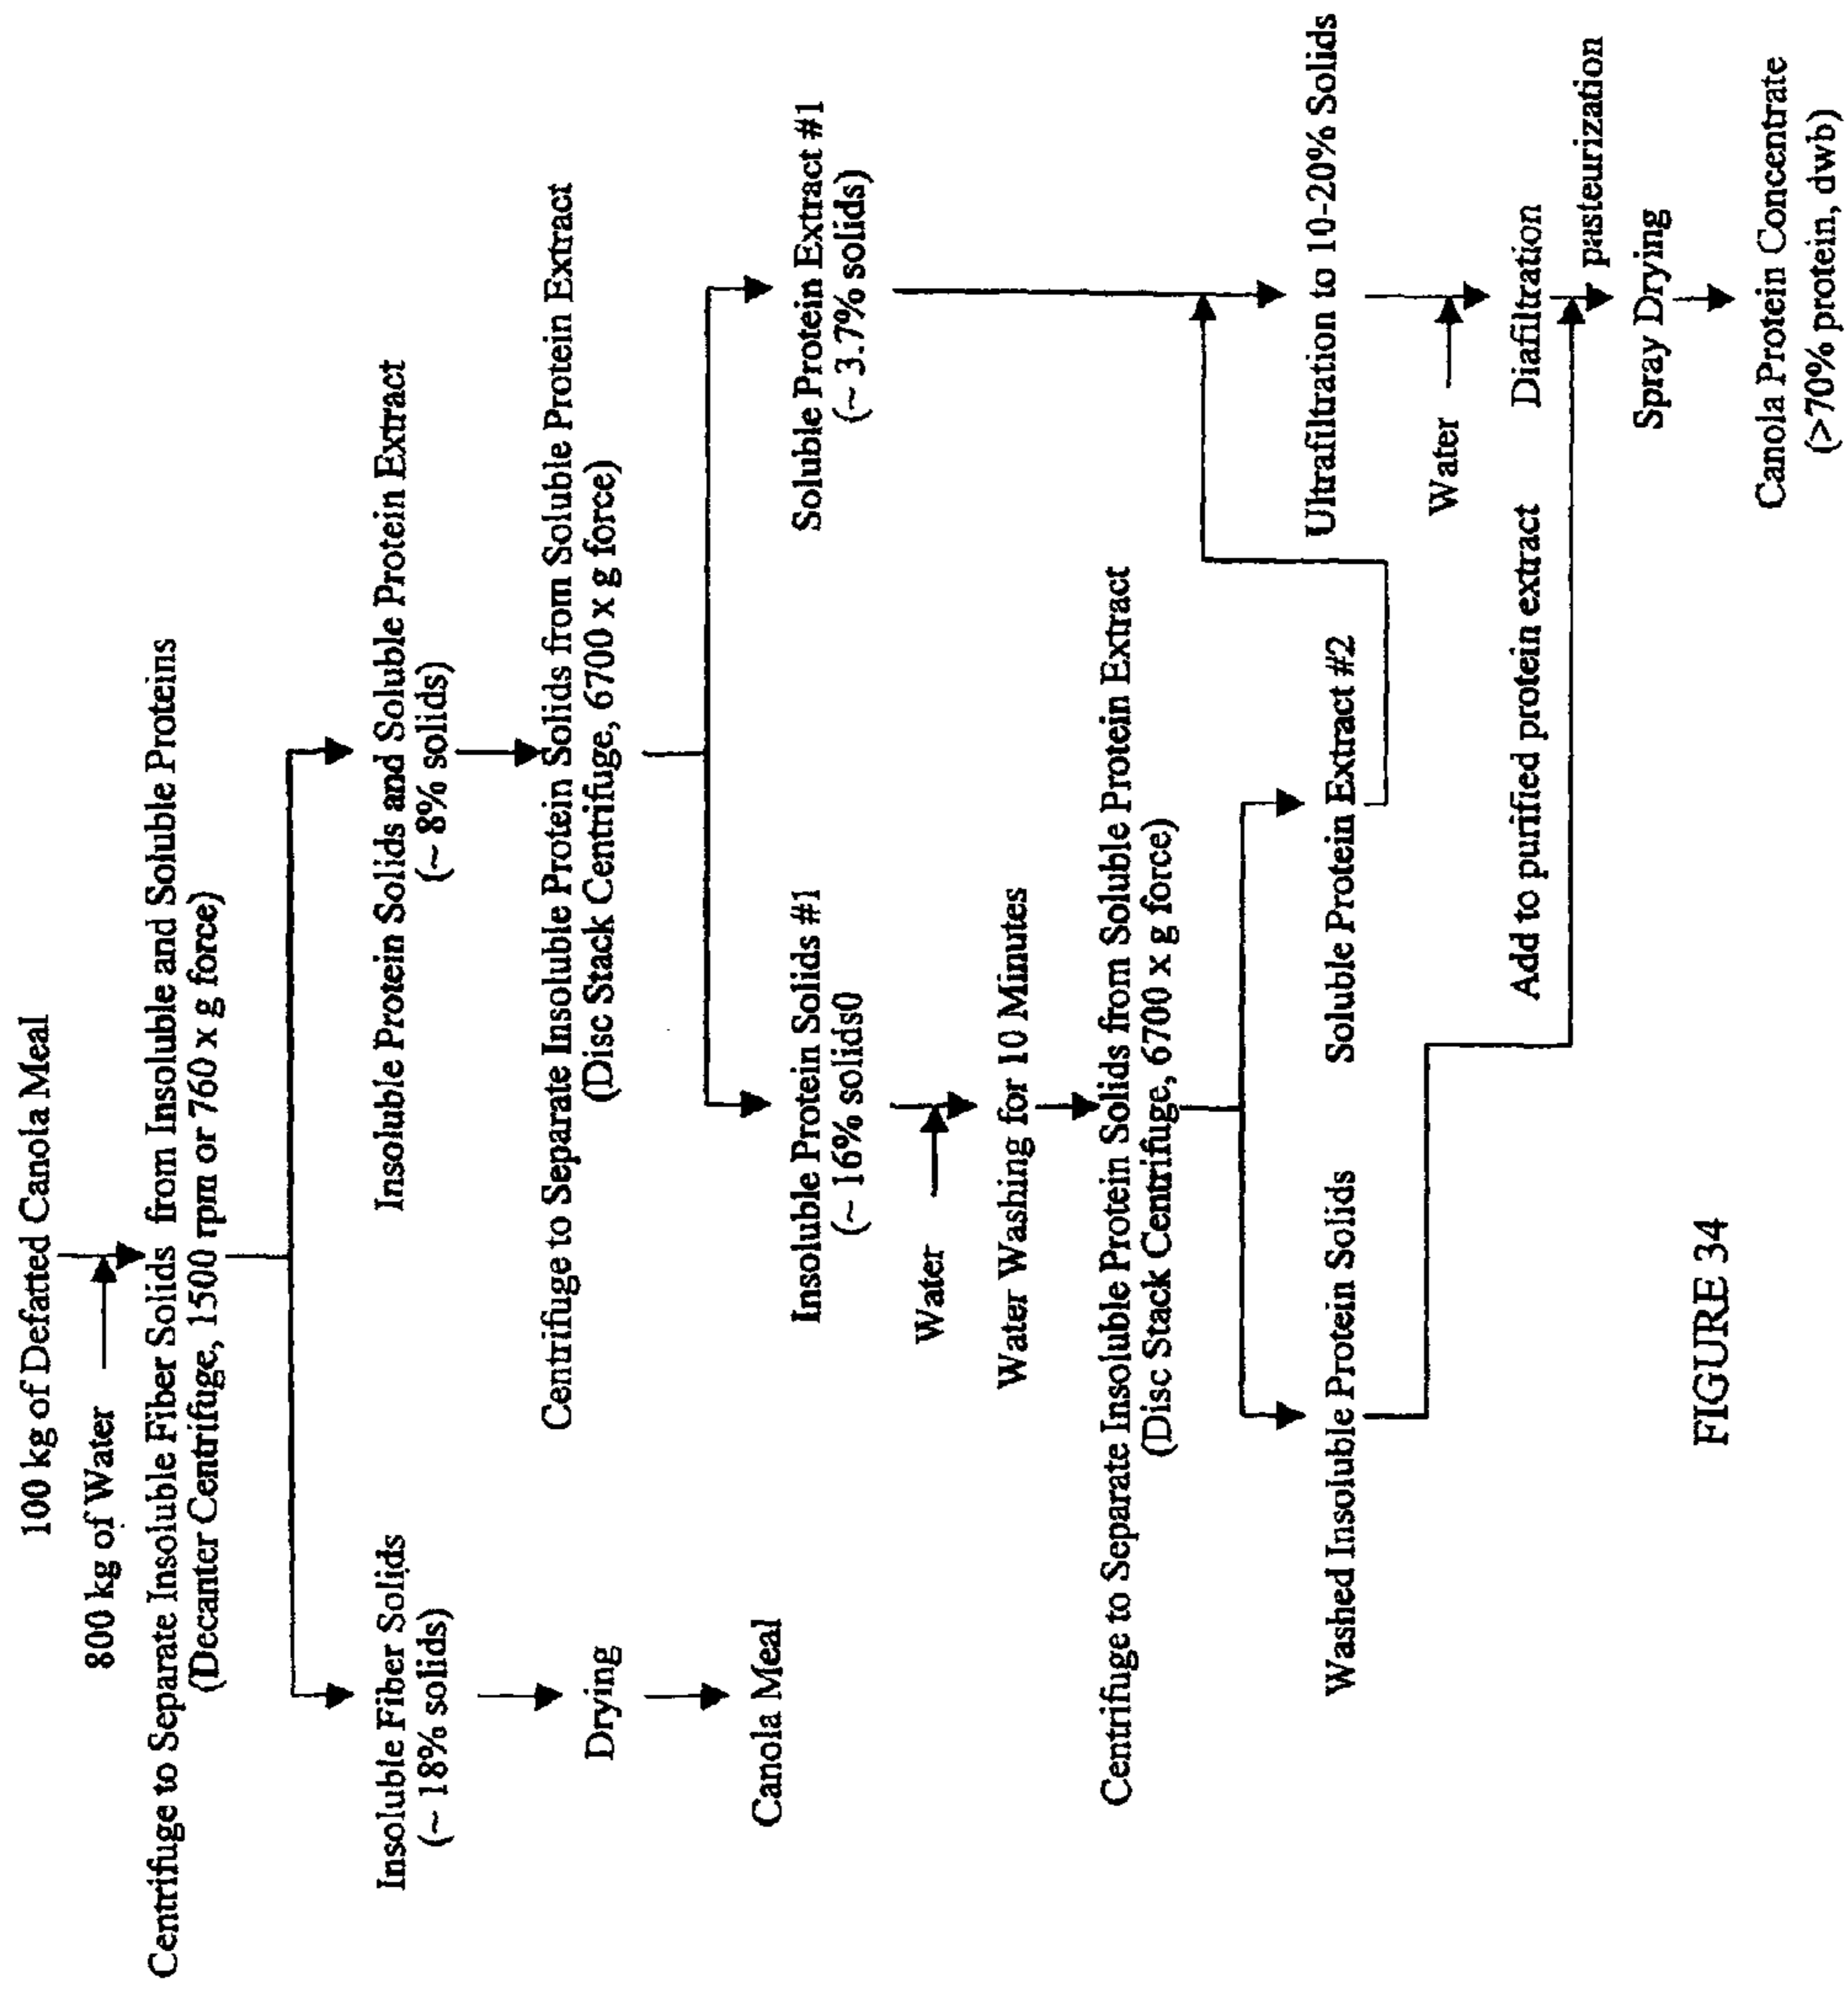 100 kg of Defatted Canola Meal
800 kg of Water
Centrifuge to Separate Insoluble Fiber Solids from Insoluble and Soluble Proteins
(Decanter Centrifuge, 1500 rpm or 760 x g force)
Insoluble Fiber Solids
(~ 18% solids)
Drying
Canola Meal
Insoluble Protein Solids and Soluble Protein Extract
(~ 8% solids)
Centrifuge to Separate Insoluble Protein Solids from Soluble Protein Extract
(Disc Stack Centrifuge, 6700 x g force)
Insoluble Protein Solids #1
(~ 16% solids0
Soluble Protein Extract #1
(~ 3.7% solids)
Water
Water Washing for 10 Minutes
Centrifuge to Separate Insoluble Protein Solids from Soluble Protein Extract
(Disc Stack Centrifuge, 6700 x g force)
Washed Insoluble Protein Solids
Soluble Protein Extract #2
Ultrafiltration to 10-20% Solids
Water
Add to purified protein extract
Diafiltration
pasteurization
Spray Drying
Canola Protein Concentrate
(>70% protein, dwb)
FIGURE 34